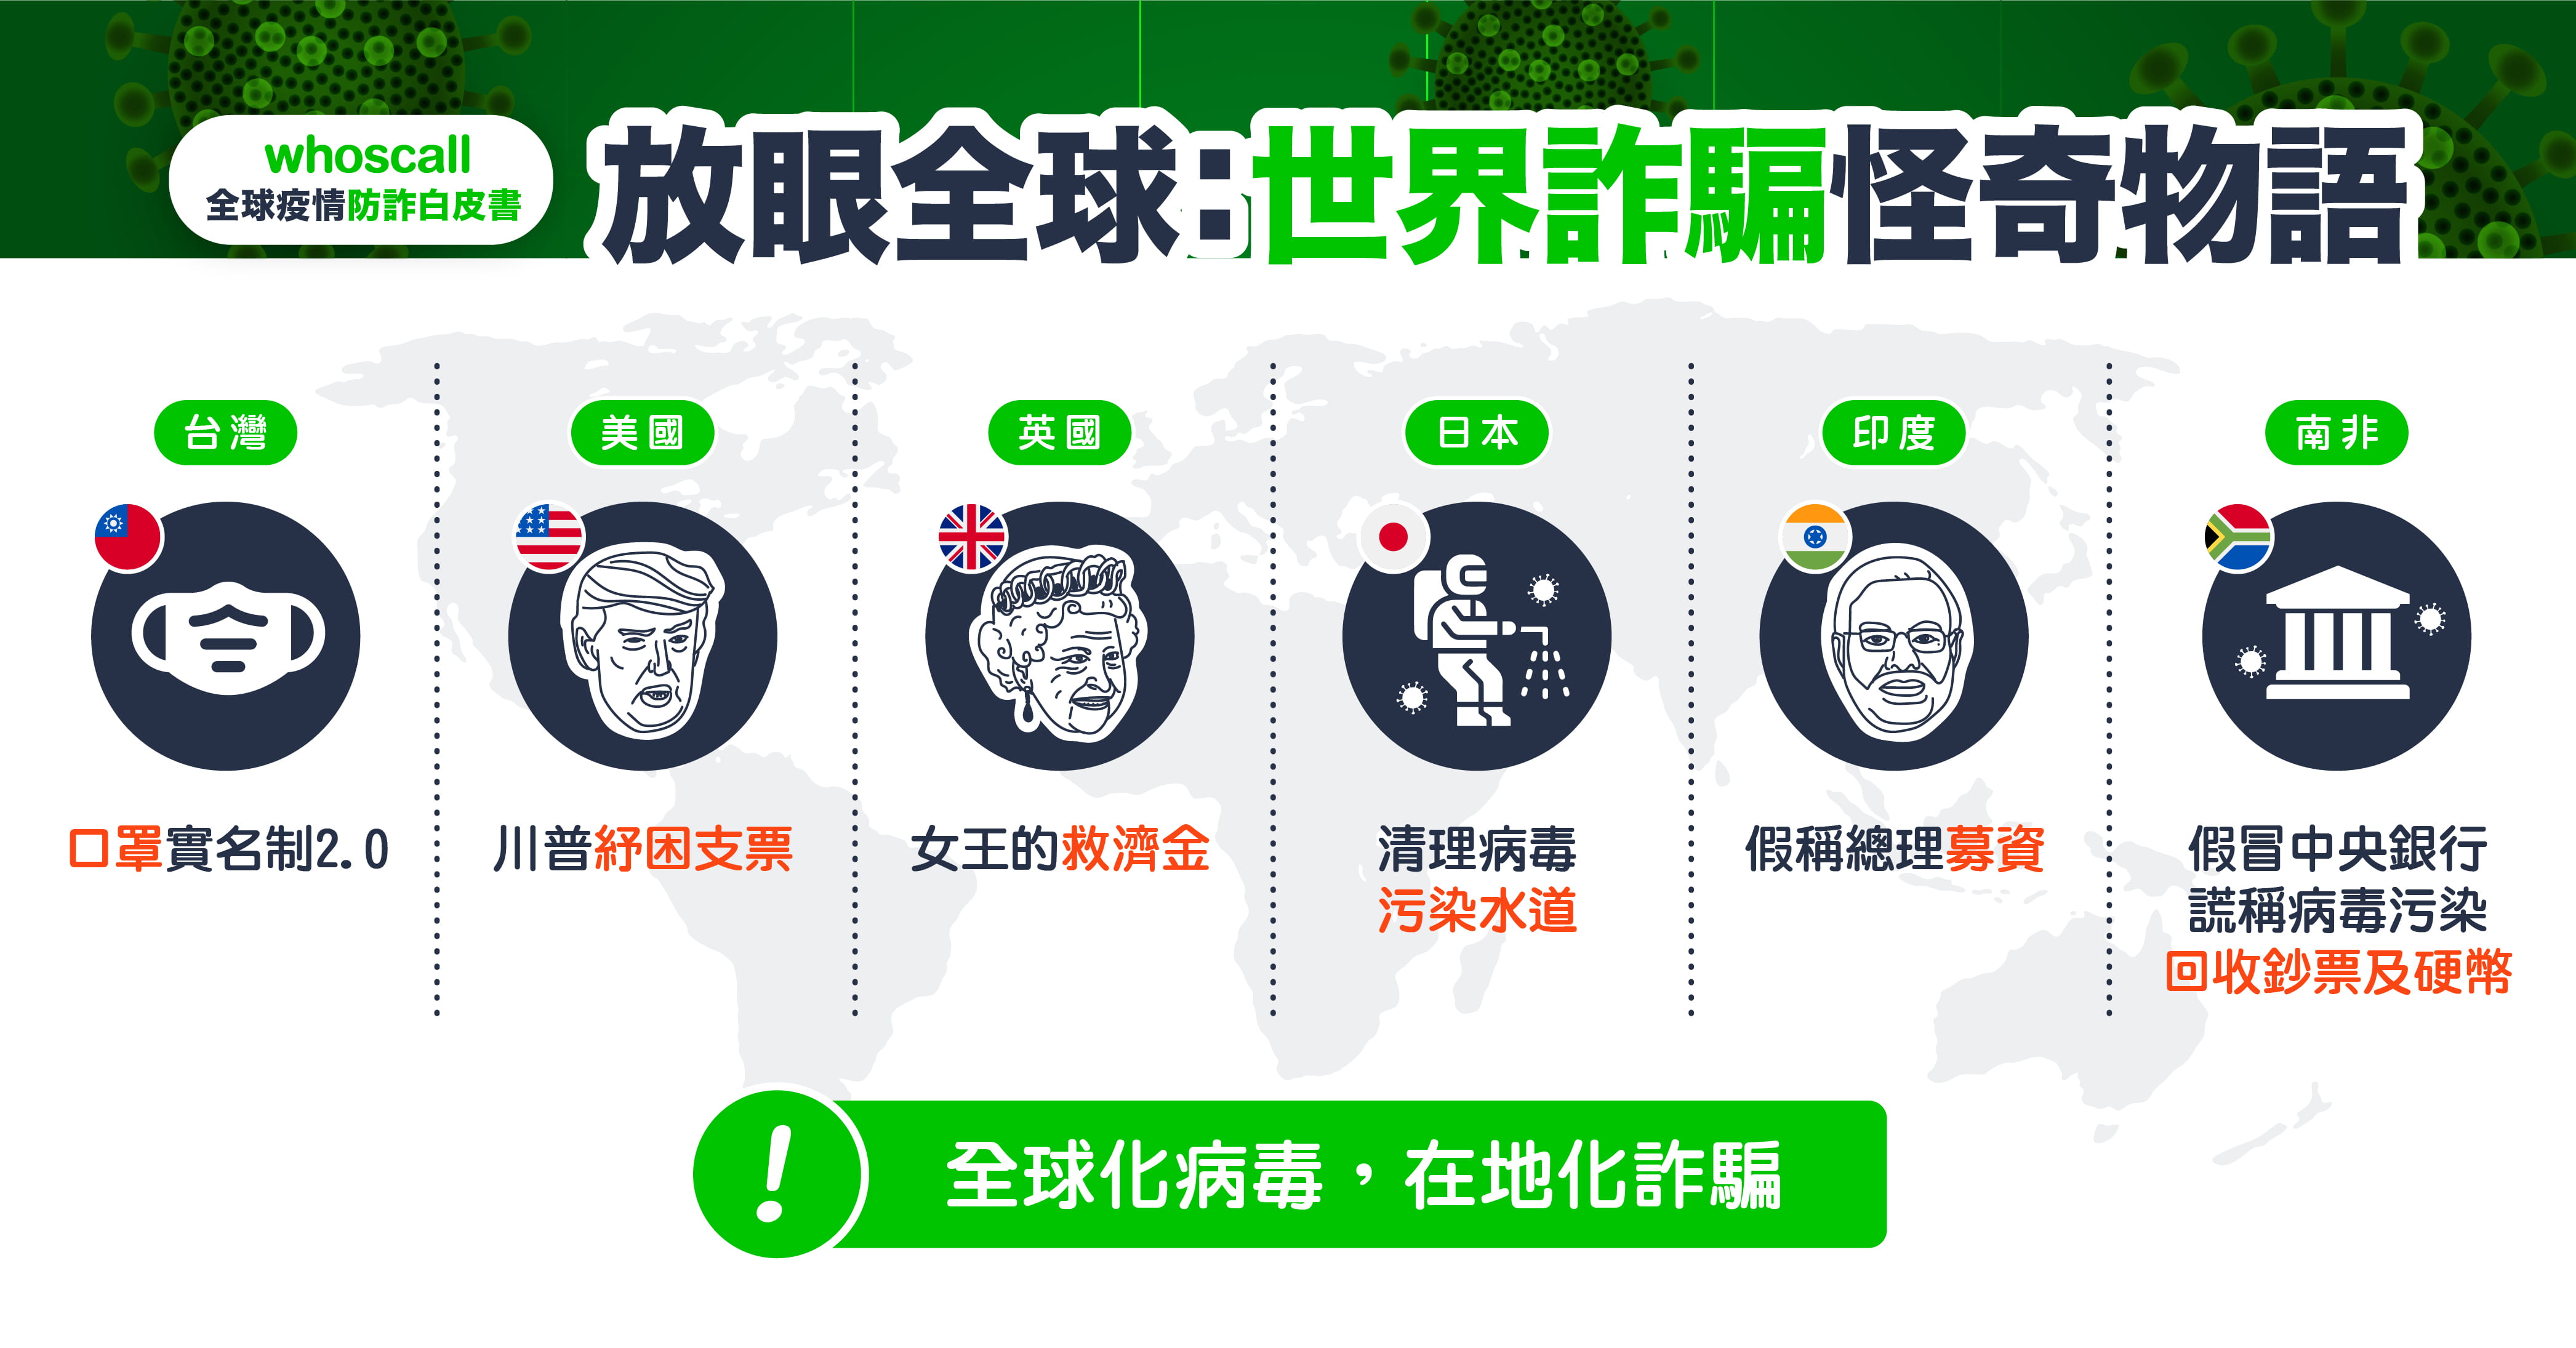 whoscall
全球疫情防詐白皮書
放眼全球:世界詐騙怪奇物語
台灣
口罩實名制2.0
美國
川普紓困支票
英國
女王的救濟金
日本
清理病毒
污染水道
印度
假稱總理募資
南非
假冒中央銀行
謊稱病毒污染
回收鈔票及硬幣
!
全球化病毒，在地化詐騙